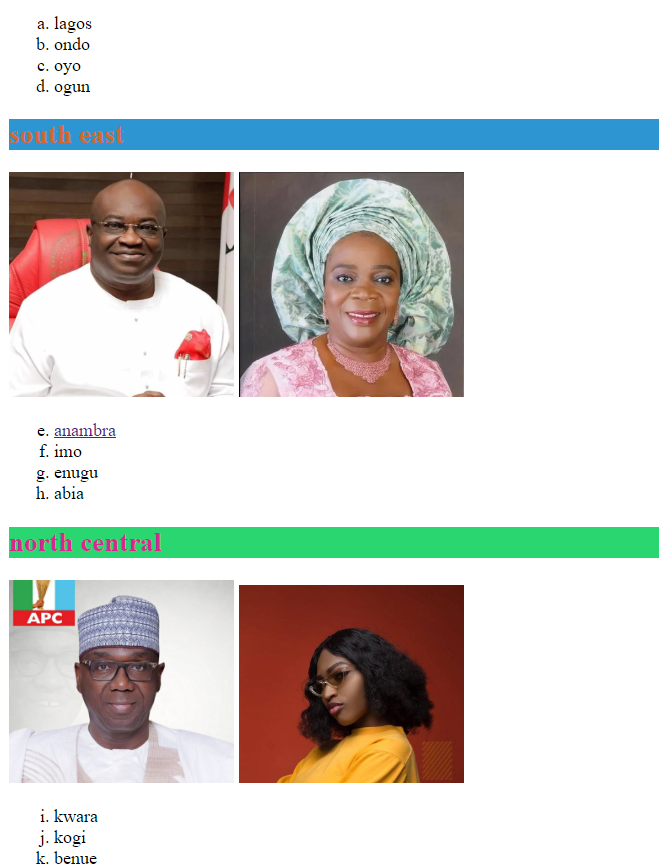 a. lagos
b. ondo
c. oyo
d. ogun
south east
e. anambra
f. imo
g. enugu
h. abia
north central
APC
i. kwara
j. kogi
k. benue